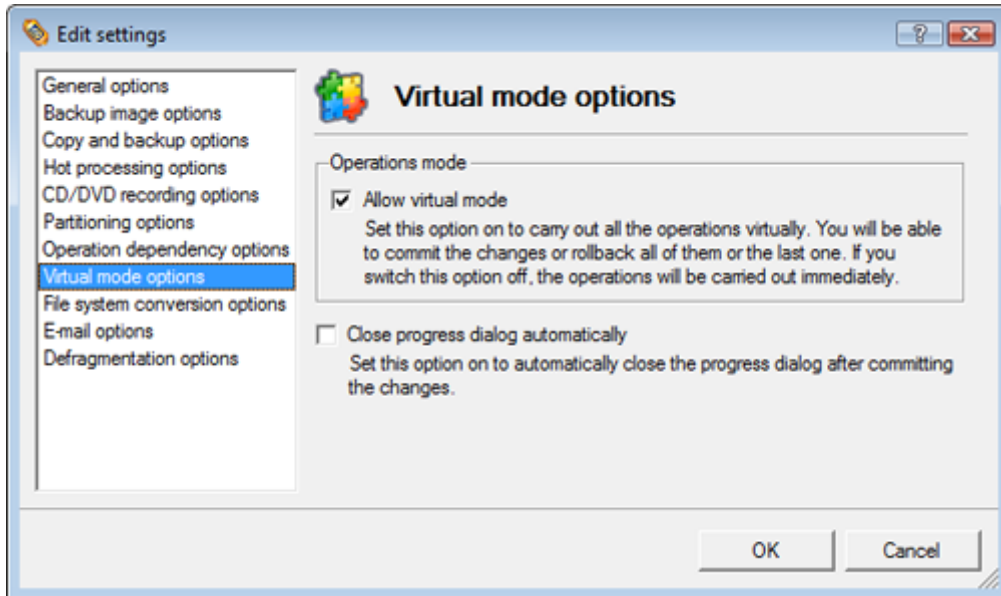 Edit settings
General options
Backup image options
Copy and backup options
Hot processing options
CD/DVD recording options
Partitioning options
Operation dependency options
Virtual mode options
File system conversion options
E-mail options
Defragmentation options
Virtual mode options
Operations mode
Allow virtual mode
Set this option on to carry out all the operations virtually. You will be able
to commit the changes or rollback all of them or the last one. If you
switch this option off, the operations will be carried out immediately.
Close progress dialog automatically
Set this option on to automatically close the progress dialog after committing
the changes.
OK
Cancel